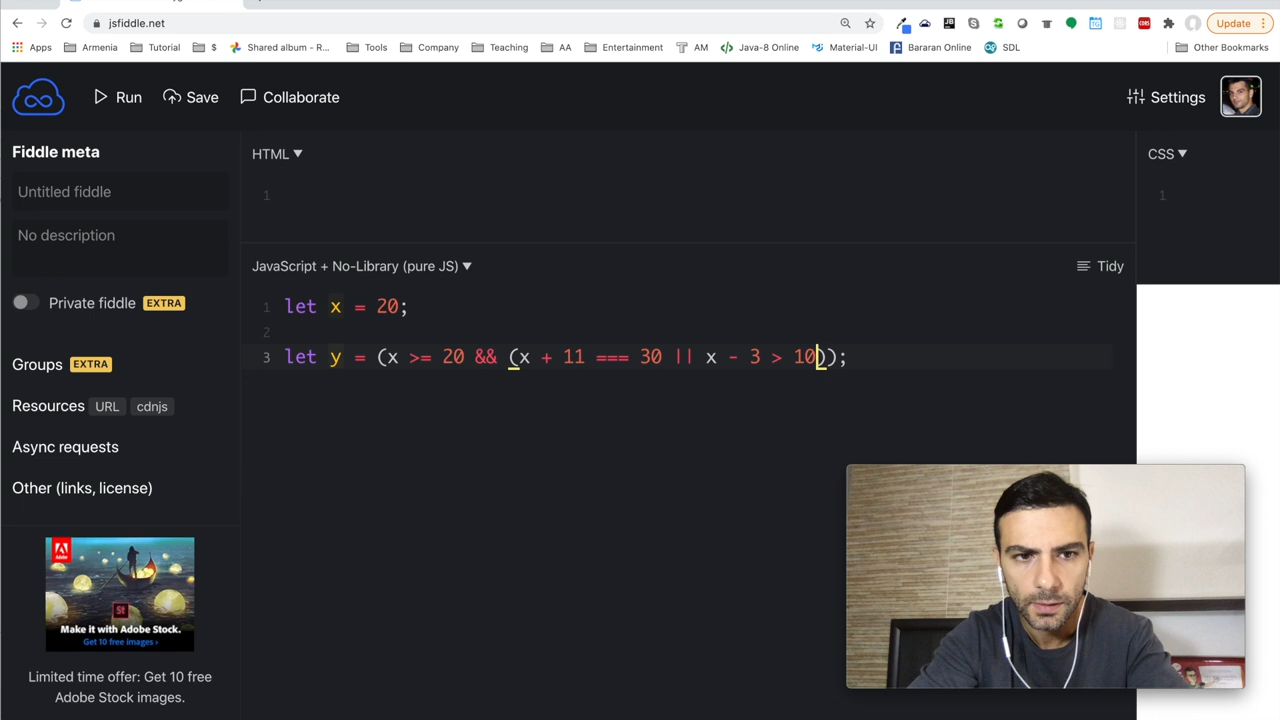 jsfiddle.net
Update
Apps Armenia Tutorial $ Shared album - R... Tools Company Teaching AA Entertainment AM Java-8 Online Material-UI Bararan Online SDL Other Bookmarks
Run Save Collaborate Settings
Fiddle meta
Untitled fiddle
No description
Private fiddle EXTRA
Groups EXTRA
Resources URL cdnjs
Async requests
Other (links, license)
Make it with Adobe Stock.
Get 10 free images ›
Limited time offer: Get 10 free
Adobe Stock images.
HTML ▼
1
JavaScript + No-Library (pure JS) ▼ Tidy
1 let x = 20;
2
3 let y = (x >= 20 && (x + 11 === 30 || x - 3 > 10));
CSS ▼
1